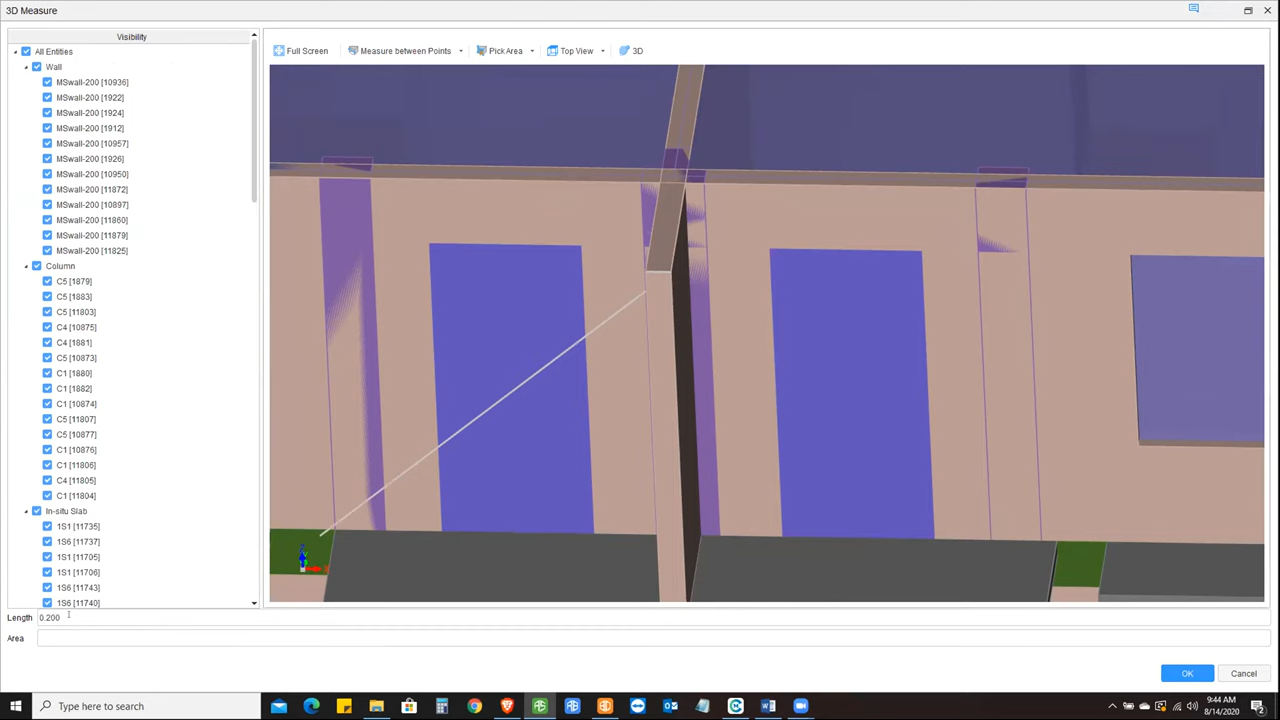 3D Measure
Visibility
Full Screen
Measure between Points
Pick Area
Top View
3D
All Entities
Wall
MSwall-200 [10936]
MSwall-200 [1922]
MSwall-200 [1924]
MSwall-200 [1912]
MSwall-200 [10957]
MSwall-200 [1926]
MSwall-200 [10950]
MSwall-200 [11872]
MSwall-200 [10897]
MSwall-200 [11860]
MSwall-200 [11879]
MSwall-200 [11825]
Column
C5 [1879]
C5 [1883]
C5 [11803]
C4 [10875]
C4 [1881]
C5 [10873]
C1 [1880]
C1 [1882]
C1 [10874]
C5 [11807]
C5 [10877]
C1 [10876]
C1 [11806]
C4 [11805]
C1 [11804]
In-situ Slab
1S1 [11735]
1S6 [11737]
1S1 [11705]
1S1 [11706]
1S6 [11743]
1S6 [11740]
Length 0.200
Area
OK
Cancel
Type here to search
9:44 AM
8/14/2020
2